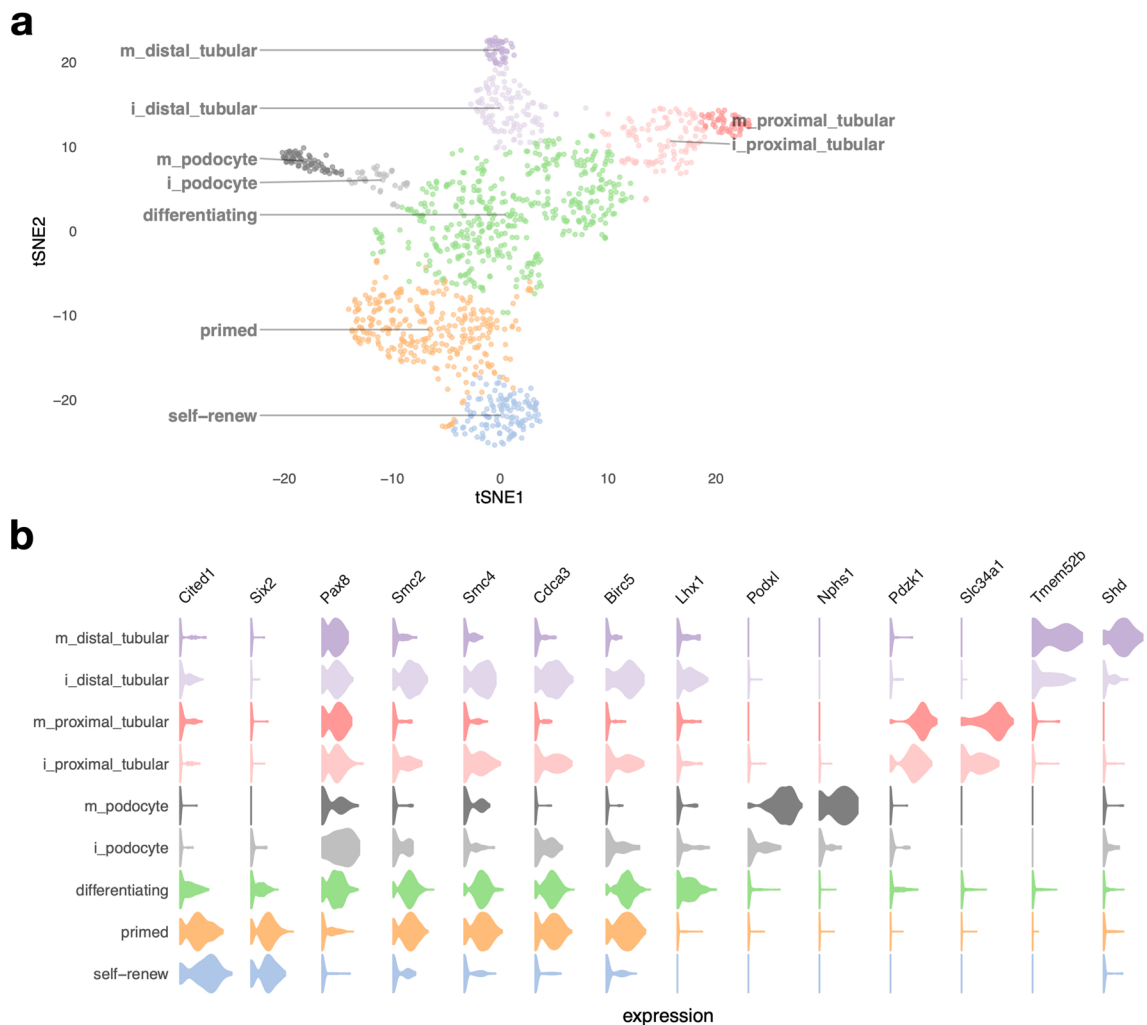 a
m_distal_tubular
20
i_distal_tubular
m_proximal_tubular
i_proximal_tubular
10
m_podocyte
i_podocyte
differentiating
0
tSNE2
−10
primed
−20
self−renew
−20 −10 0 10 20
tSNE1
b
Cited1 Six2 Pax8 Smc2 Smc4 Cdca3 Birc5 Lhx1 Podxl Nphs1 Pdzk1 Slc34a1 Tmem52b Shd
m_distal_tubular
i_distal_tubular
m_proximal_tubular
i_proximal_tubular
m_podocyte
i_podocyte
differentiating
primed
self−renew
expression